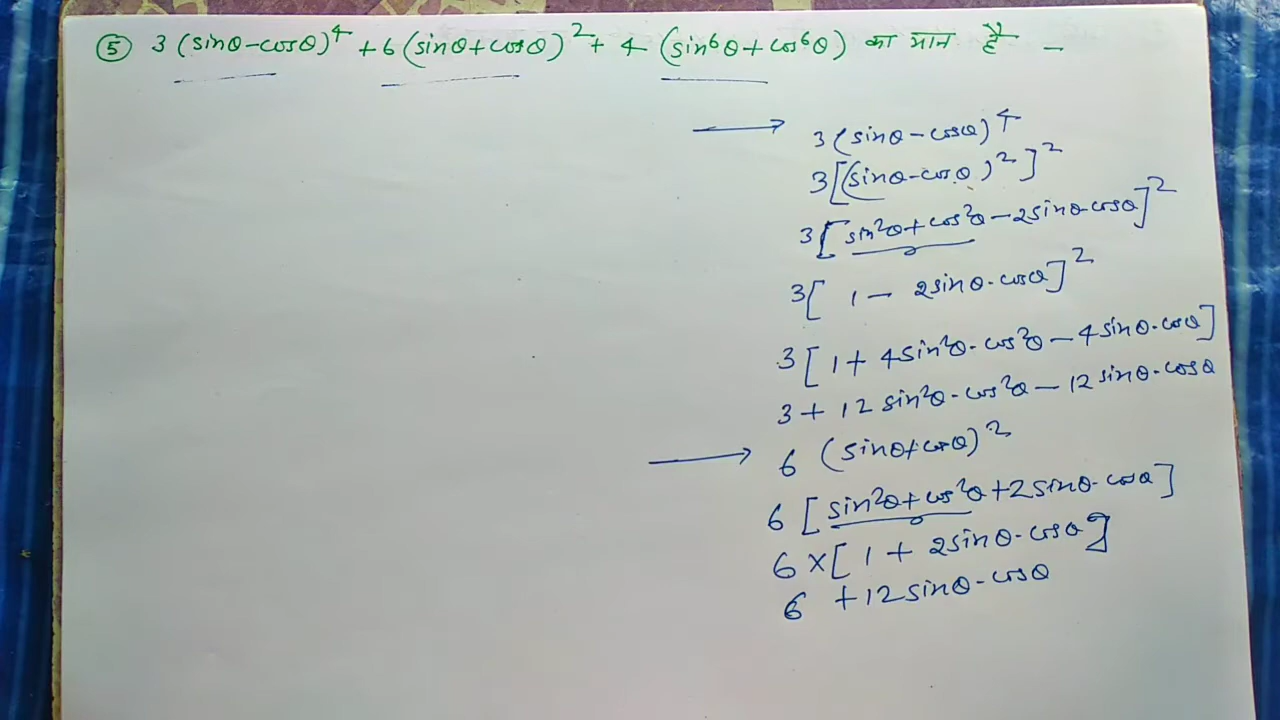 ⑤ 3 (sinθ-cosθ)⁴ + 6(sinθ+cosθ)² + 4 (sin⁶θ+cos⁶θ) का मान है -
→ 3(sinθ-cosθ)⁴
3[(sinθ-cosθ)²]²
3[sin²θ+cos²θ-2sinθ·cosθ]²
3[ 1 - 2sinθ·cosθ]²
3[1+4sin²θ·cos²θ-4sinθ·cosθ]
3+12sin²θ·cos²θ-12sinθ·cosθ
→ 6 (sinθ+cosθ)²
6 [sin²θ+cos²θ+2sinθ·cosθ]
6×[1+ 2sinθ·cosθ]
6 +12sinθ·cosθ